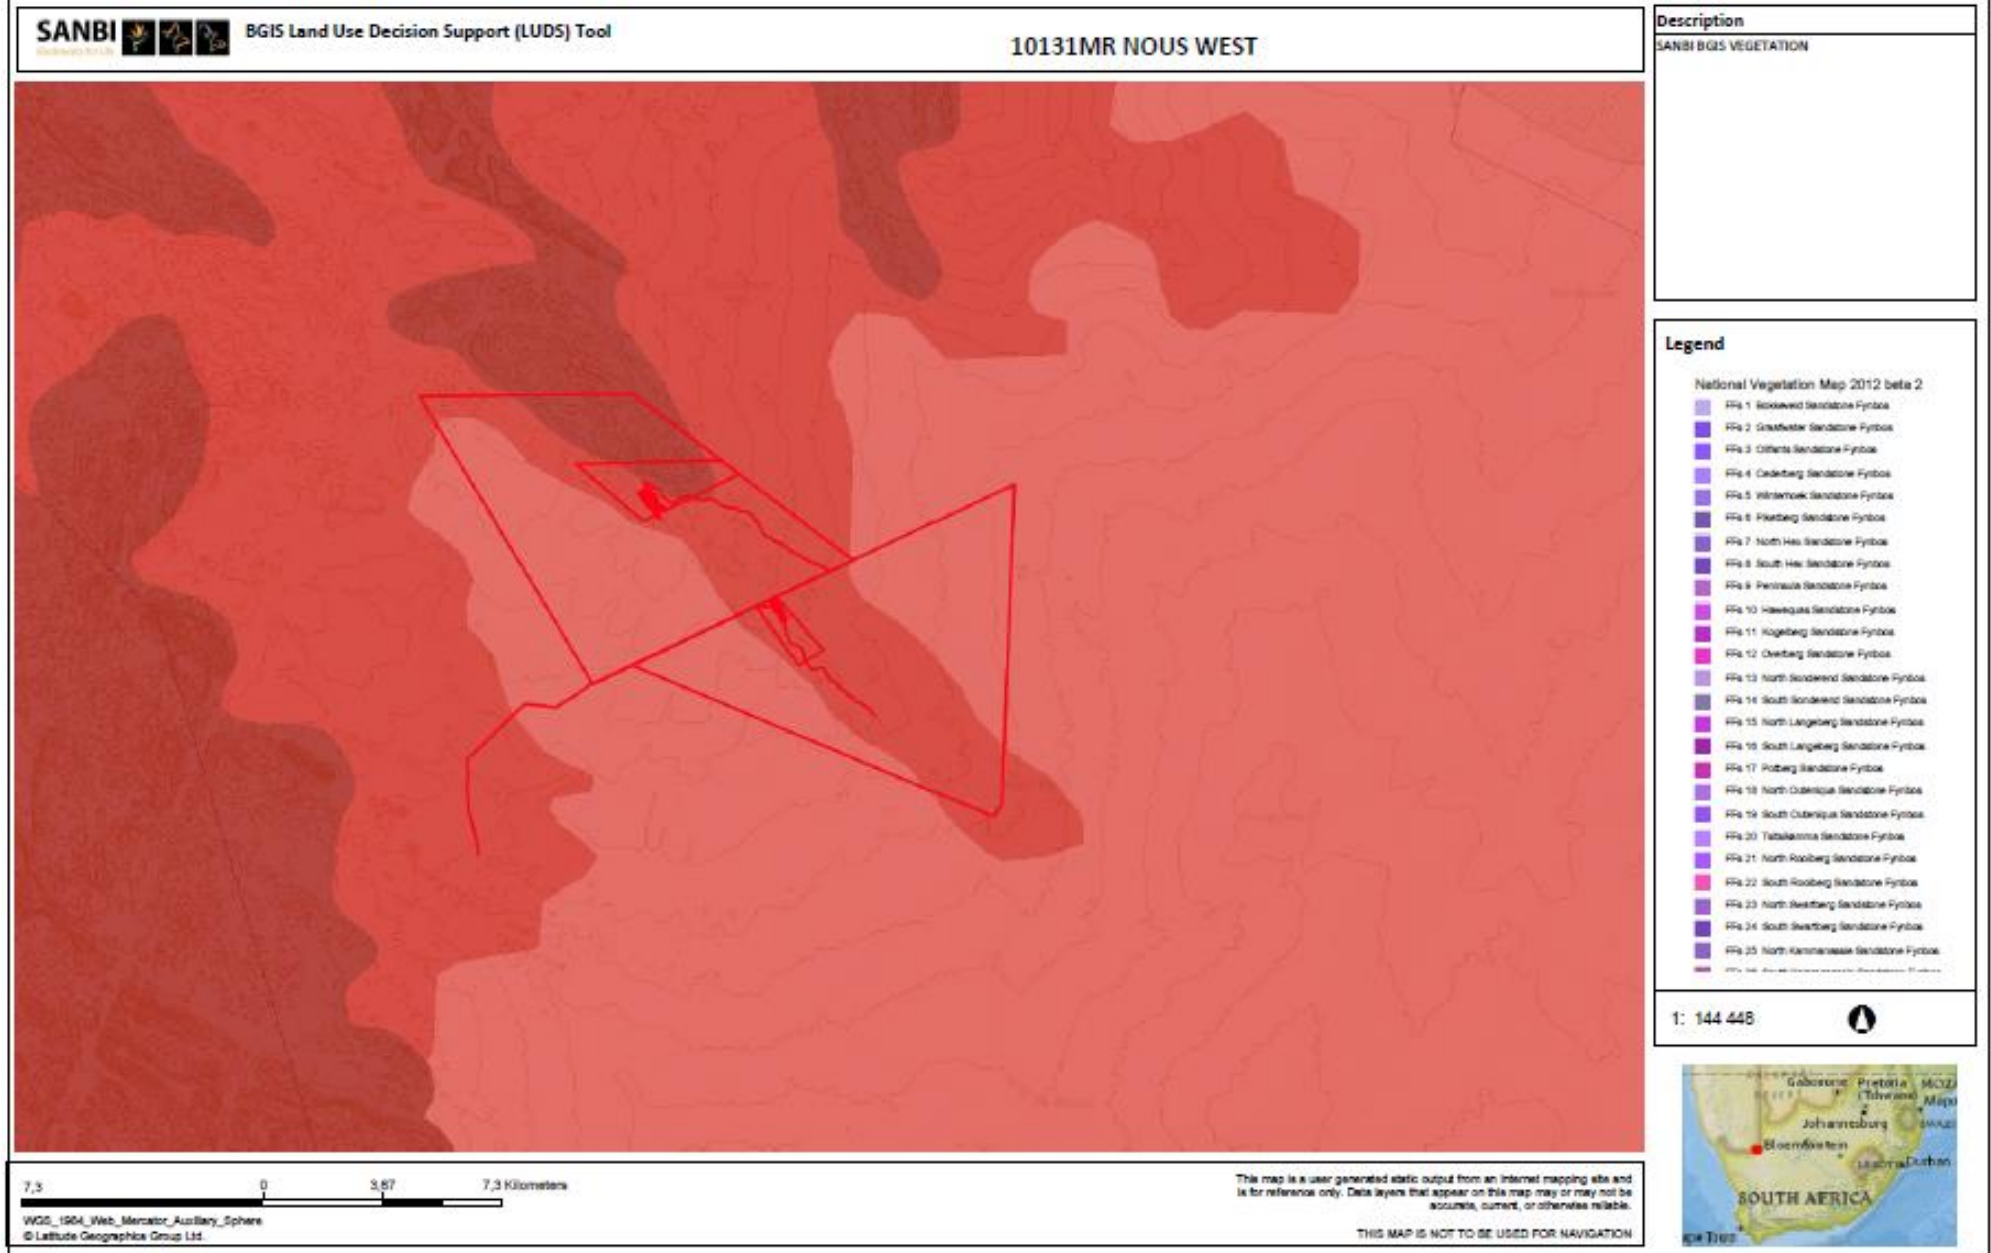 SANBI
BGIS Land Use Decision Support (LUDS) Tool
10131MR NOUS WEST
Description
SANBI BGIS VEGETATION
Legend
National Vegetation Map 2012 beta 2
FFs 1 Bokkeveld Sandstone Fynbos
FFs 2 Graafwater Sandstone Fynbos
FFs 3 Olifants Sandstone Fynbos
FFs 4 Cederberg Sandstone Fynbos
FFs 5 Winterhoek Sandstone Fynbos
FFs 6 Piketberg Sandstone Fynbos
FFs 7 North Hex Sandstone Fynbos
FFs 8 South Hex Sandstone Fynbos
FFs 9 Peninsula Sandstone Fynbos
FFs 10 Hawequas Sandstone Fynbos
FFs 11 Kogelberg Sandstone Fynbos
FFs 12 Overberg Sandstone Fynbos
FFs 13 North Sonderend Sandstone Fynbos
FFs 14 South Sonderend Sandstone Fynbos
FFs 15 North Langeberg Sandstone Fynbos
FFs 16 South Langeberg Sandstone Fynbos
FFs 17 Potberg Sandstone Fynbos
FFs 18 North Outeniqua Sandstone Fynbos
FFs 19 South Outeniqua Sandstone Fynbos
FFs 20 Tsitsikamma Sandstone Fynbos
FFs 21 North Rooiberg Sandstone Fynbos
FFs 22 South Rooiberg Sandstone Fynbos
FFs 23 North Swartberg Sandstone Fynbos
FFs 24 South Swartberg Sandstone Fynbos
FFs 25 North Kammanassie Sandstone Fynbos
1: 144 448
Gaborone Pretoria MOZA
(Tshwane) Mapu
Johannesburg SWAZI
Bloemfontein
LESOTHO Durban
SOUTH AFRICA
ape Town
7,3 0 3,67 7,3 Kilometers
WGS_1984_Web_Mercator_Auxiliary_Sphere
© Latitude Geographics Group Ltd.
This map is a user generated static output from an Internet mapping site and
is for reference only. Data layers that appear on this map may or may not be
accurate, current, or otherwise reliable.
THIS MAP IS NOT TO BE USED FOR NAVIGATION